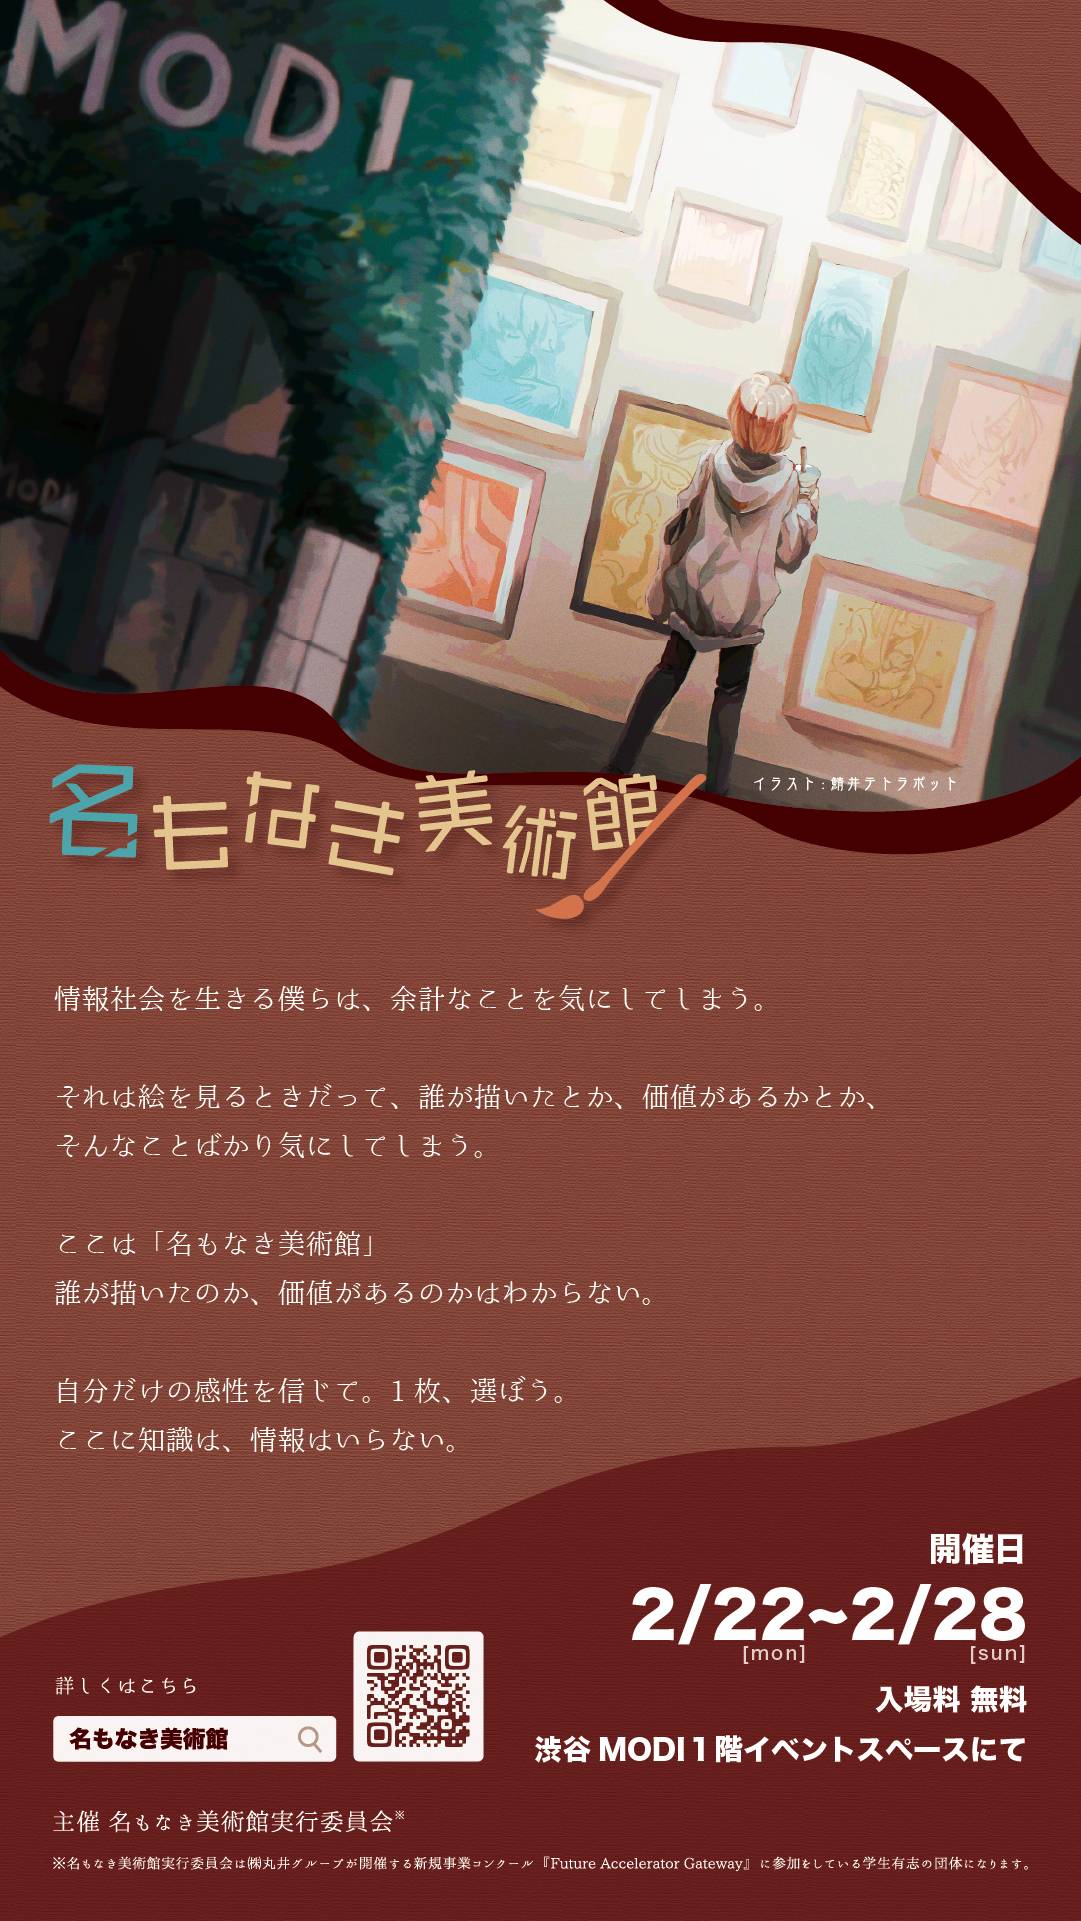 MODI
MODI
イラスト:鯖井テトラポット
名もなき美術館
情報社会を生きる僕らは、余計なことを気にしてしまう。
それは絵を見るときだって、誰が描いたとか、価値があるかとか、
そんなことばかり気にしてしまう。
ここは「名もなき美術館」
誰が描いたのか、価値があるのかはわからない。
自分だけの感性を信じて。1枚、選ぼう。
ここに知識は、情報はいらない。
開催日
2/22~2/28
[mon] [sun]
入場料 無料
渋谷 MODI1階イベントスペースにて
詳しくはこちら
名もなき美術館
主催 名もなき美術館実行委員会※
※名もなき美術館実行委員会は㈱丸井グループが開催する新規事業コンクール『Future Accelerator Gateway』に参加をしている学生有志の団体になります。